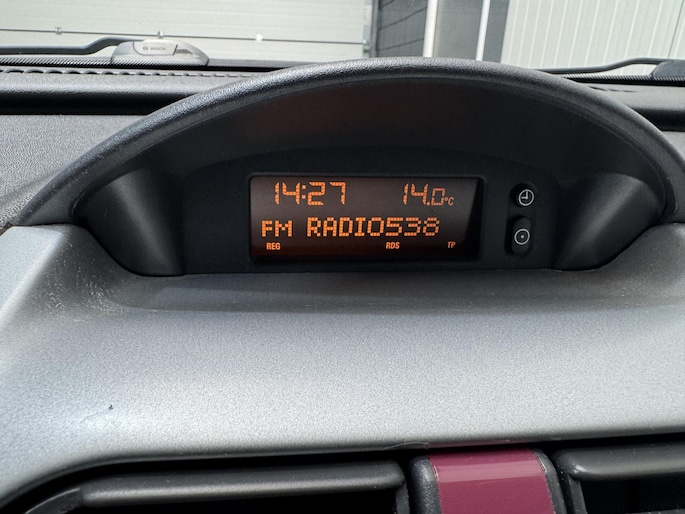 BOSCH
14:27 14.0°C
FM RADIO538
REG RDS TP